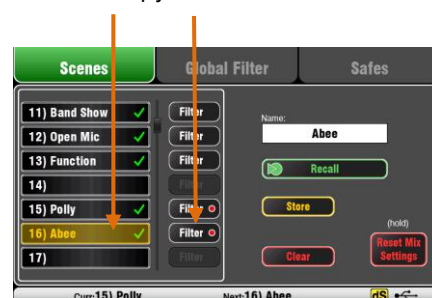 Scenes Global Filter Safes
11) Band Show Filter
12) Open Mic Filter
13) Function Filter
14) Filter
15) Polly Filter
16) Abee Filter
17) Filter
Name:
Abee
Recall
Store
(hold)
Clear
Reset Mix
Settings
Curr:15) Polly Next:16) Abee dS